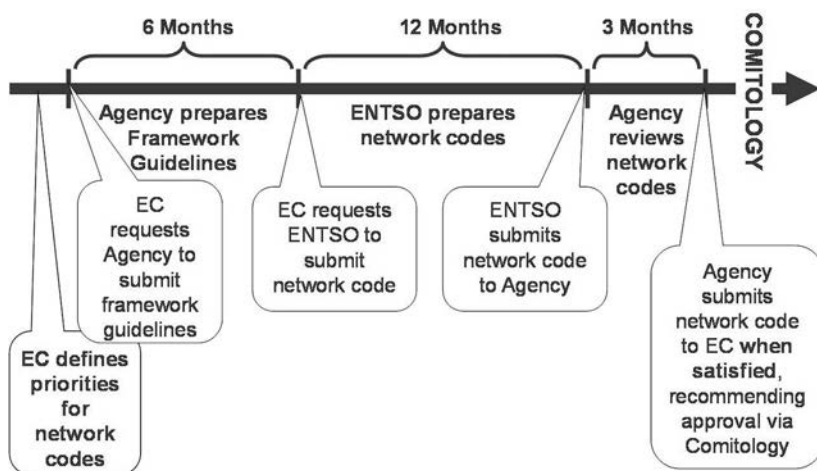 6 Months
12 Months
3 Months
COMITOLOGY
Agency prepares
Framework
Guidelines
ENTSO prepares
network codes
Agency
reviews
network
codes
EC
requests
Agency to
submit
framework
guidelines
EC requests
ENTSO to
submit
network code
ENTSO
submits
network code
to Agency
Agency
submits
network code
to EC when
satisfied,
recommending
approval via
Comitology
EC defines
priorities
for
network
codes